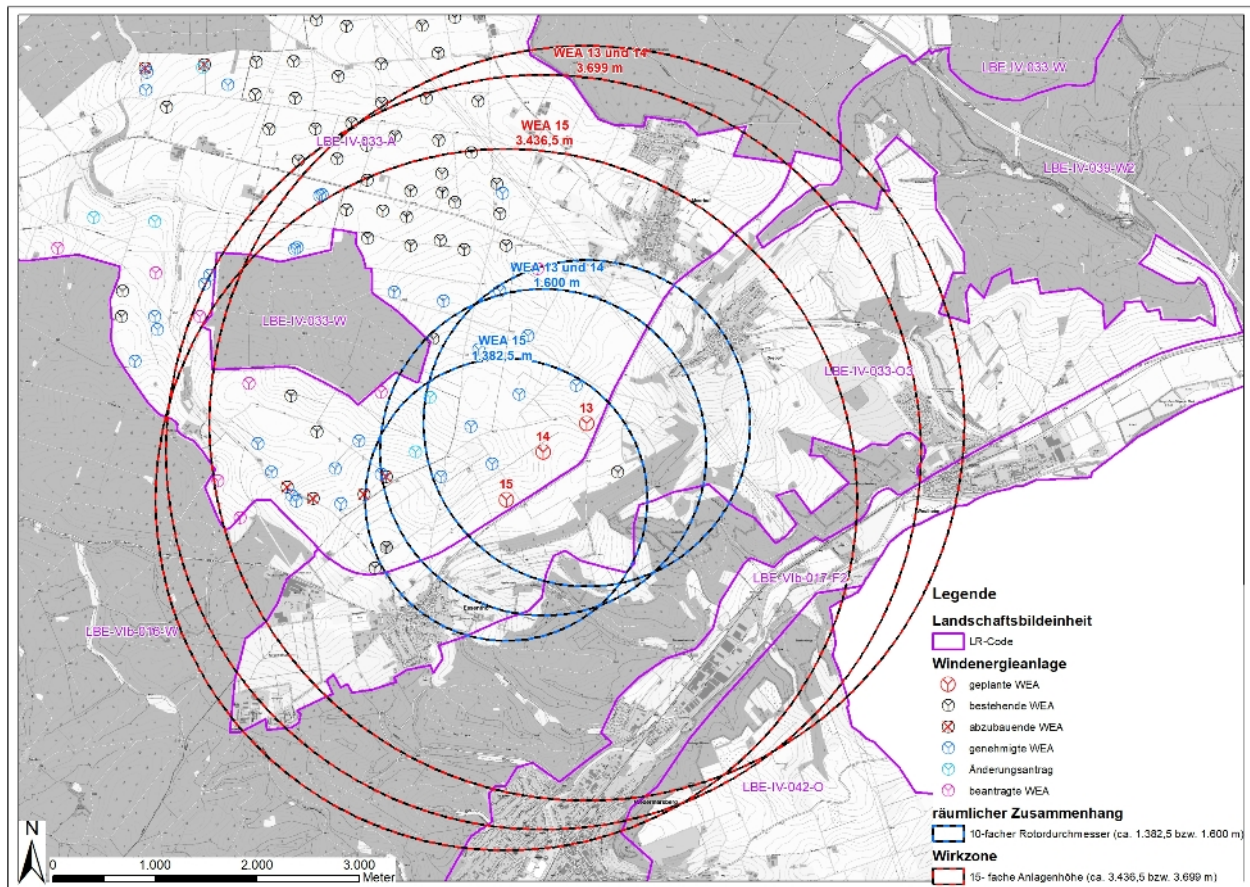 WEA 13 und 14
3.699 m
LBE-IV-033-W
WEA 15
3.436,5 m
LBE-IV-033-A
LBE-IV-039-W2
WEA 13 und 14
1.600 m
LBE-IV-033-W
WEA 15
1.382,5 m
LBE-IV-033-O3
13
14
15
LBE-VIb-017-F2
LBE-VIb-016-W
LBE-IV-042-O
Legende
Landschaftsbildeinheit
LR-Code
Windenergieanlage
geplante WEA
bestehende WEA
abzubauende WEA
genehmigte WEA
Änderungsantrag
beantragte WEA
räumlicher Zusammenhang
10-facher Rotordurchmesser (ca. 1.382,5 bzw. 1.600 m)
Wirkzone
15- fache Anlagenhöhe (ca. 3.436,5 bzw. 3.699 m)
N
0 1.000 2.000 3.000
Meter